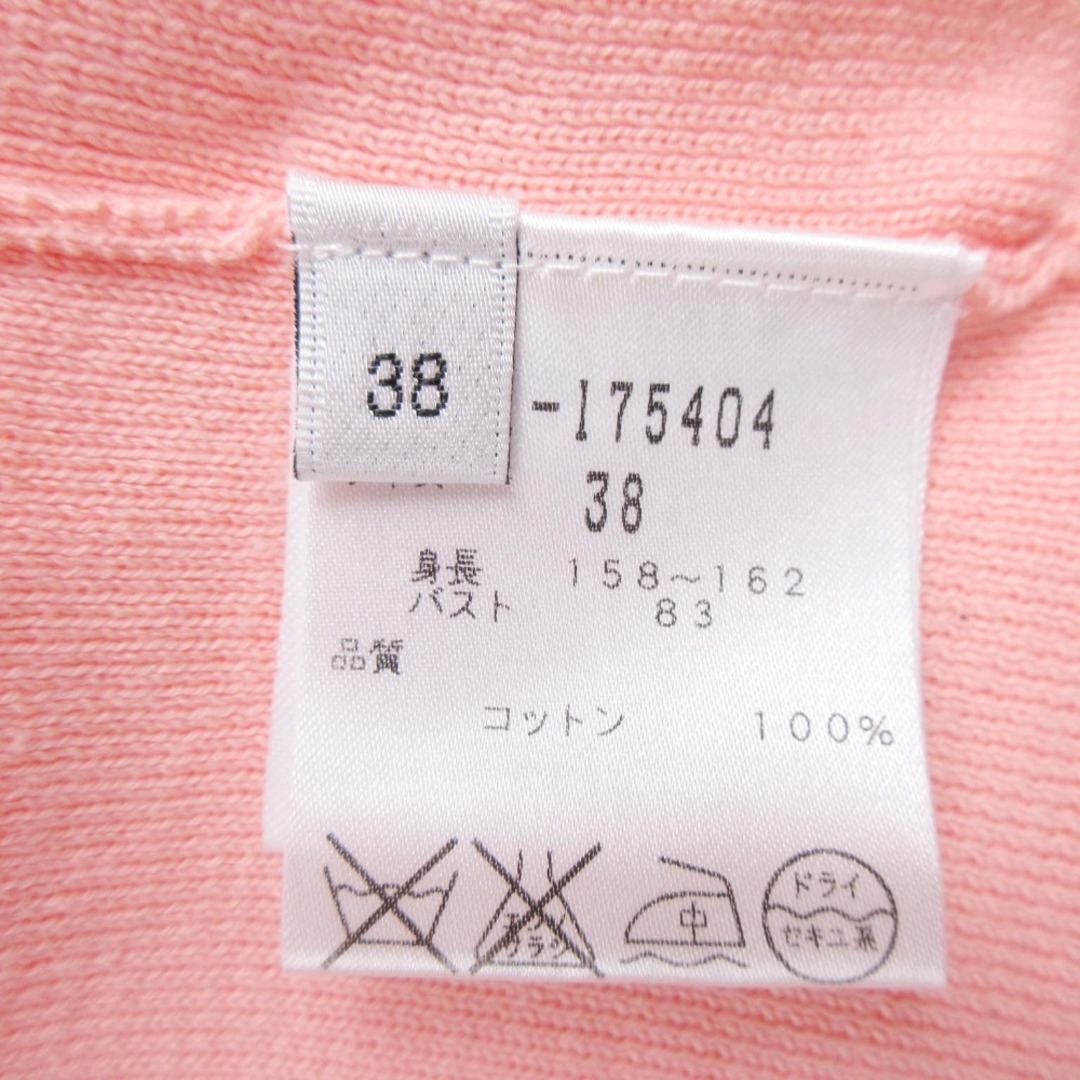 38
-175404
38
身長 158～162
バスト 83
品質
コットン 100%
中
ドライ
セキユ系